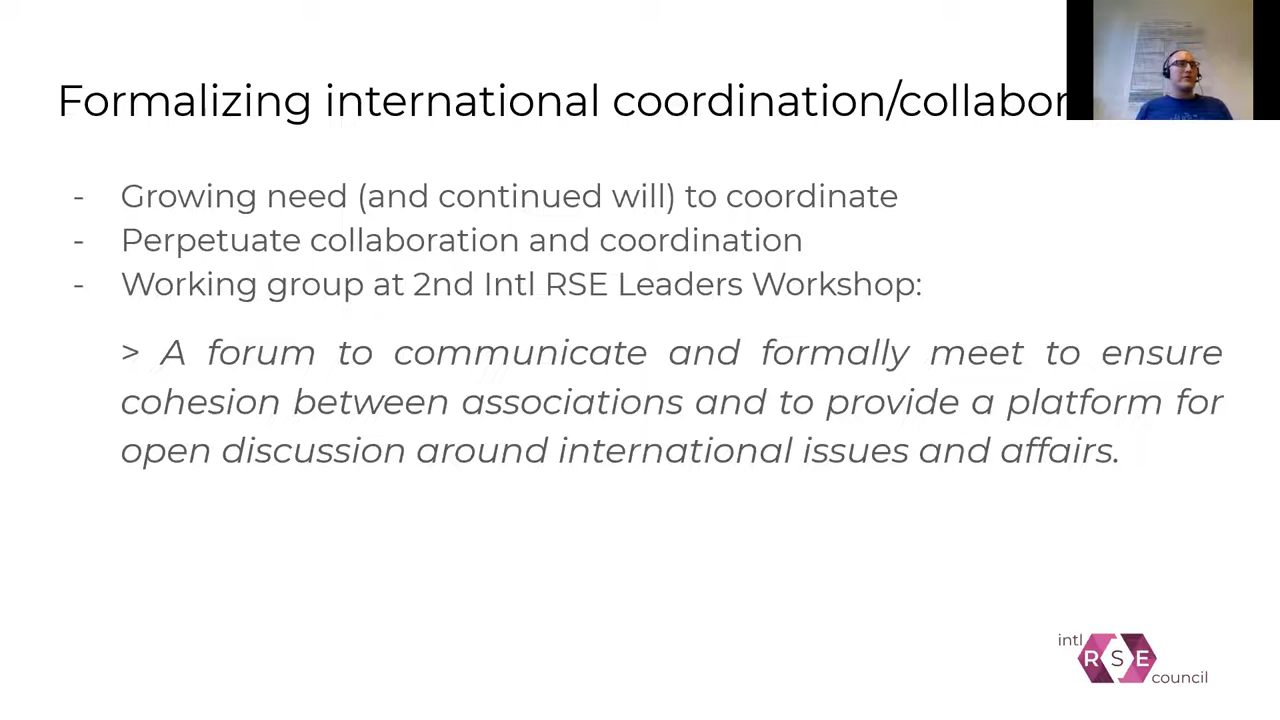 Formalizing international coordination/collabor
- Growing need (and continued will) to coordinate
- Perpetuate collaboration and coordination
- Working group at 2nd Intl RSE Leaders Workshop:
> A forum to communicate and formally meet to ensure
cohesion between associations and to provide a platform for
open discussion around international issues and affairs.
intl
RSE
council